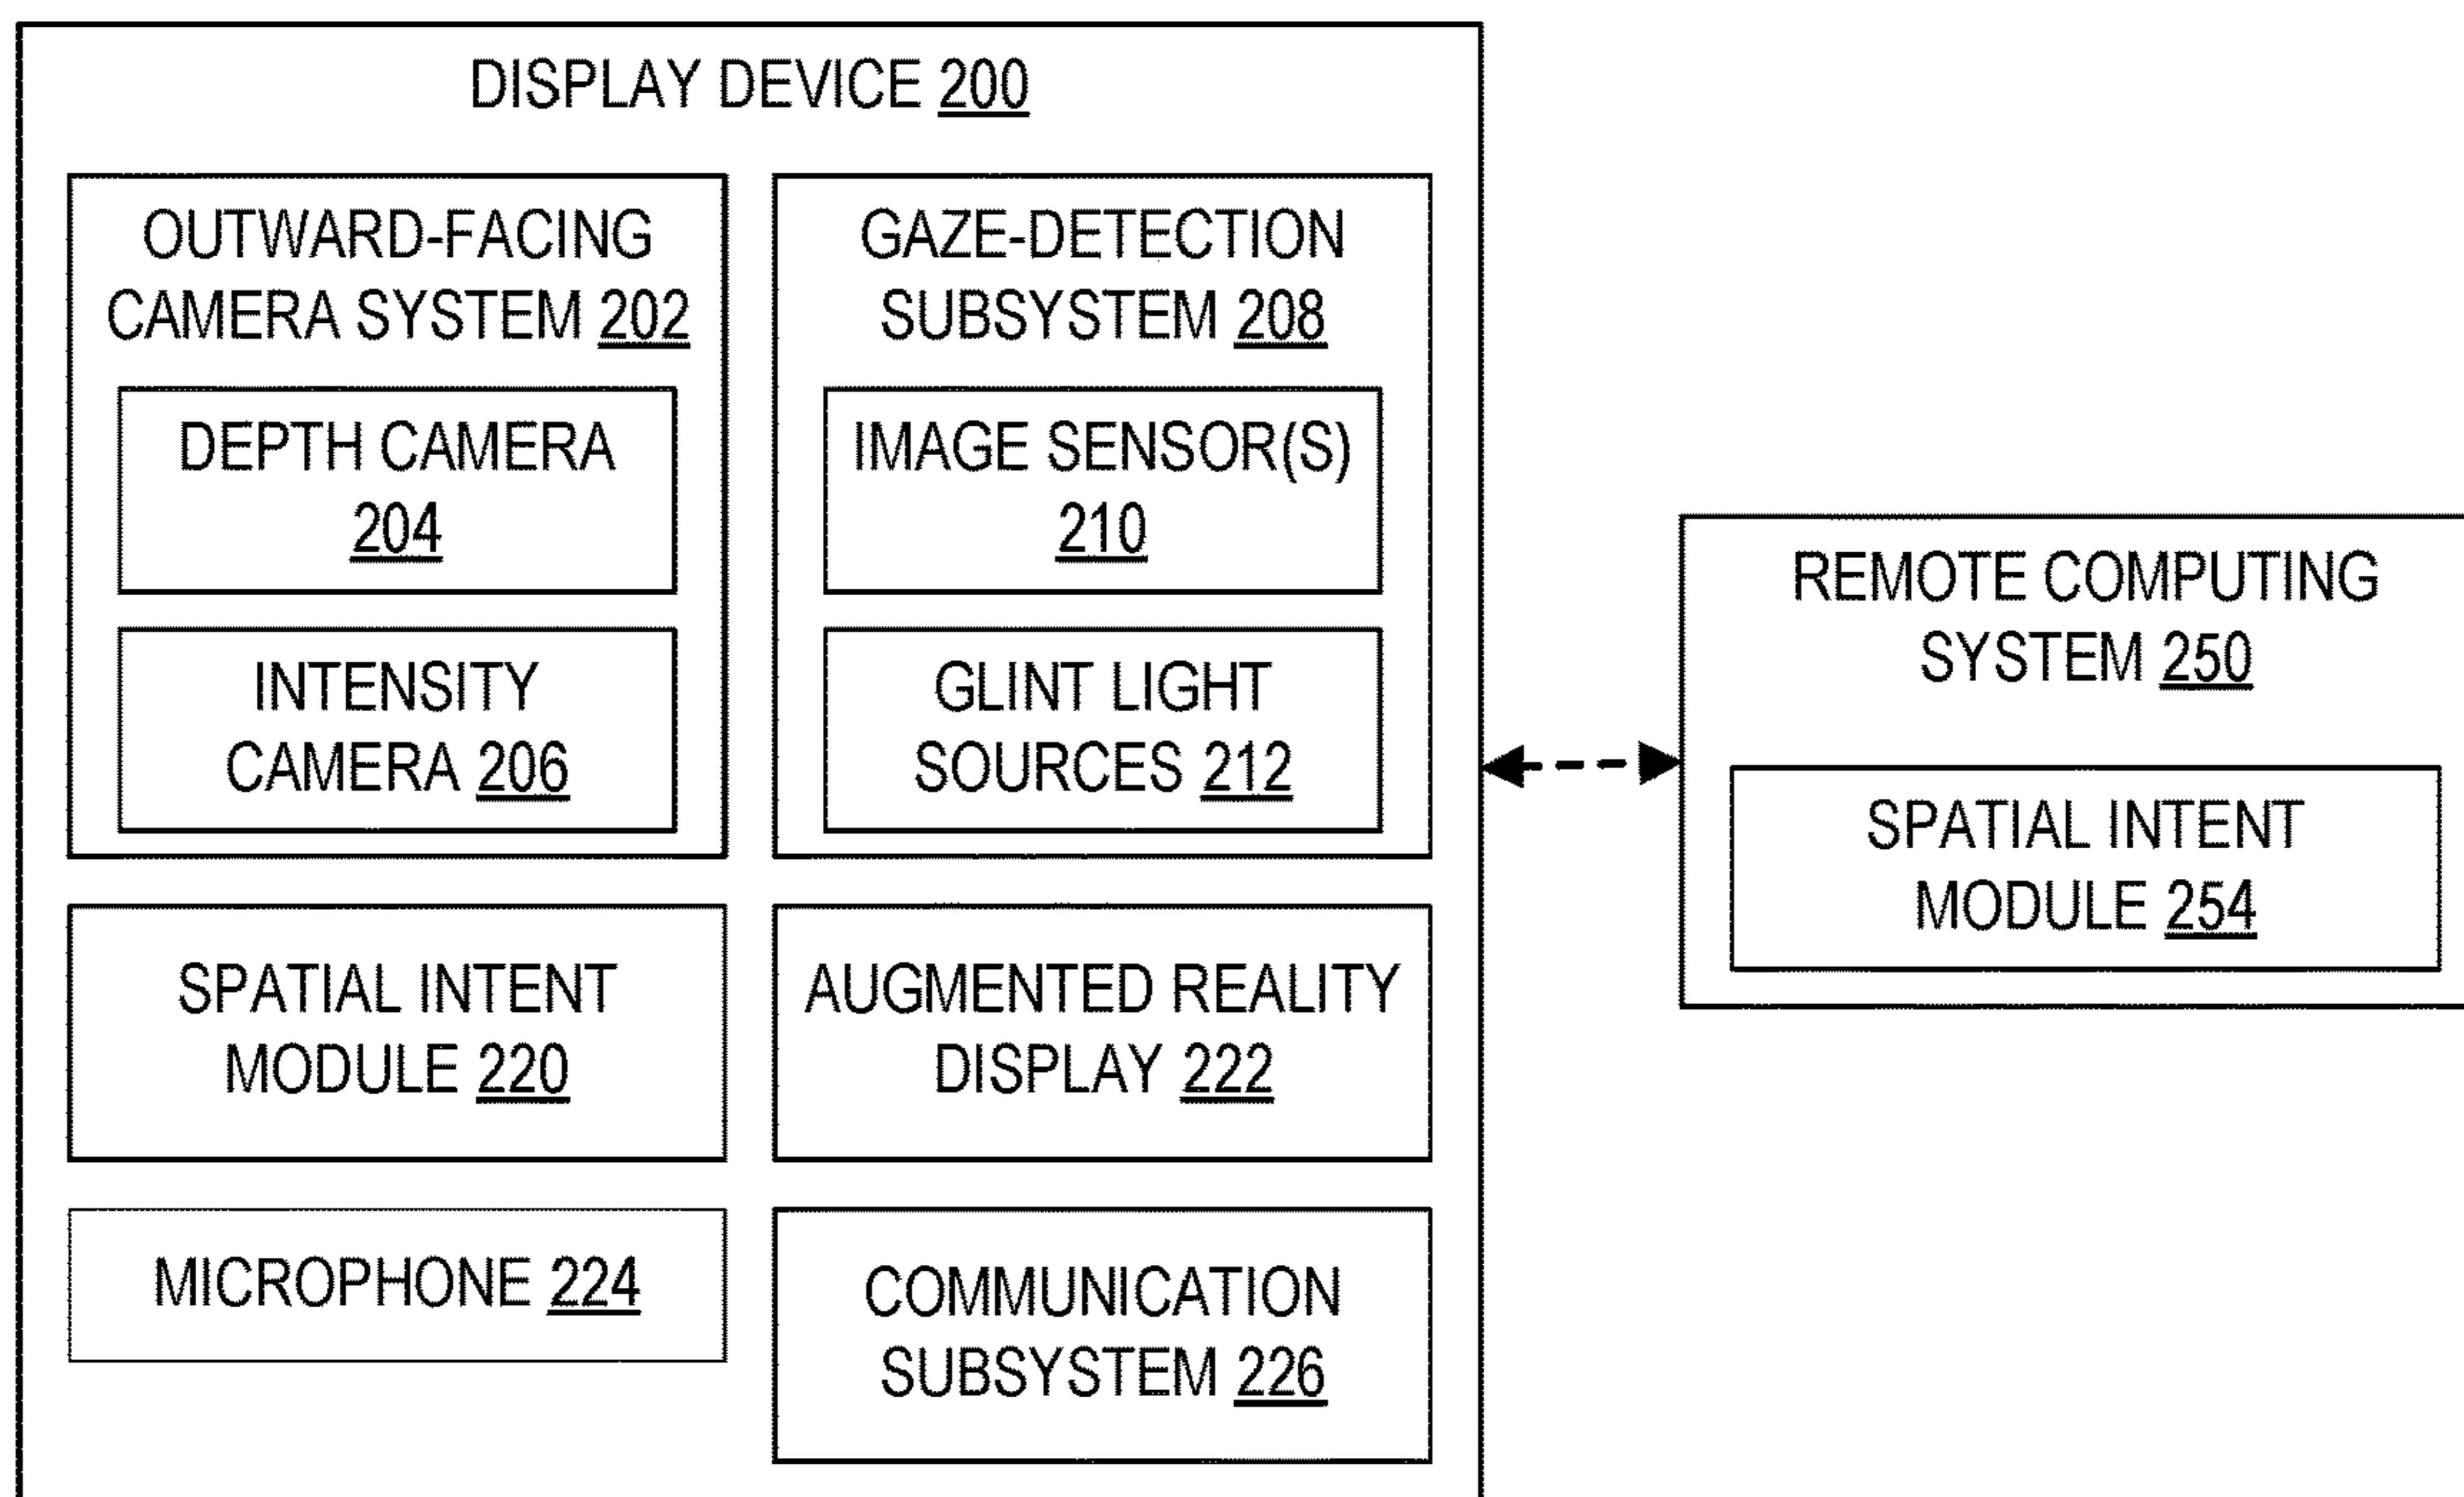 DISPLAY DEVICE 200
OUTWARD-FACING
CAMERA SYSTEM 202
DEPTH CAMERA
204
INTENSITY
CAMERA 206
GAZE-DETECTION
SUBSYSTEM 208
IMAGE SENSOR(S)
210
GLINT LIGHT
SOURCES 212
SPATIAL INTENT
MODULE 220
AUGMENTED REALITY
DISPLAY 222
MICROPHONE 224
COMMUNICATION
SUBSYSTEM 226
REMOTE COMPUTING
SYSTEM 250
SPATIAL INTENT
MODULE 254